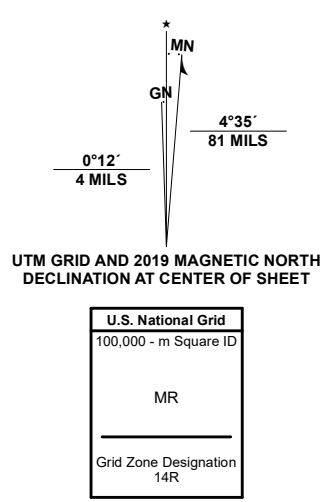 ★
MN
GN
4°35´
81 MILS
0°12´
4 MILS
UTM GRID AND 2019 MAGNETIC NORTH
DECLINATION AT CENTER OF SHEET
U.S. National Grid
100,000 - m Square ID
MR
Grid Zone Designation
14R